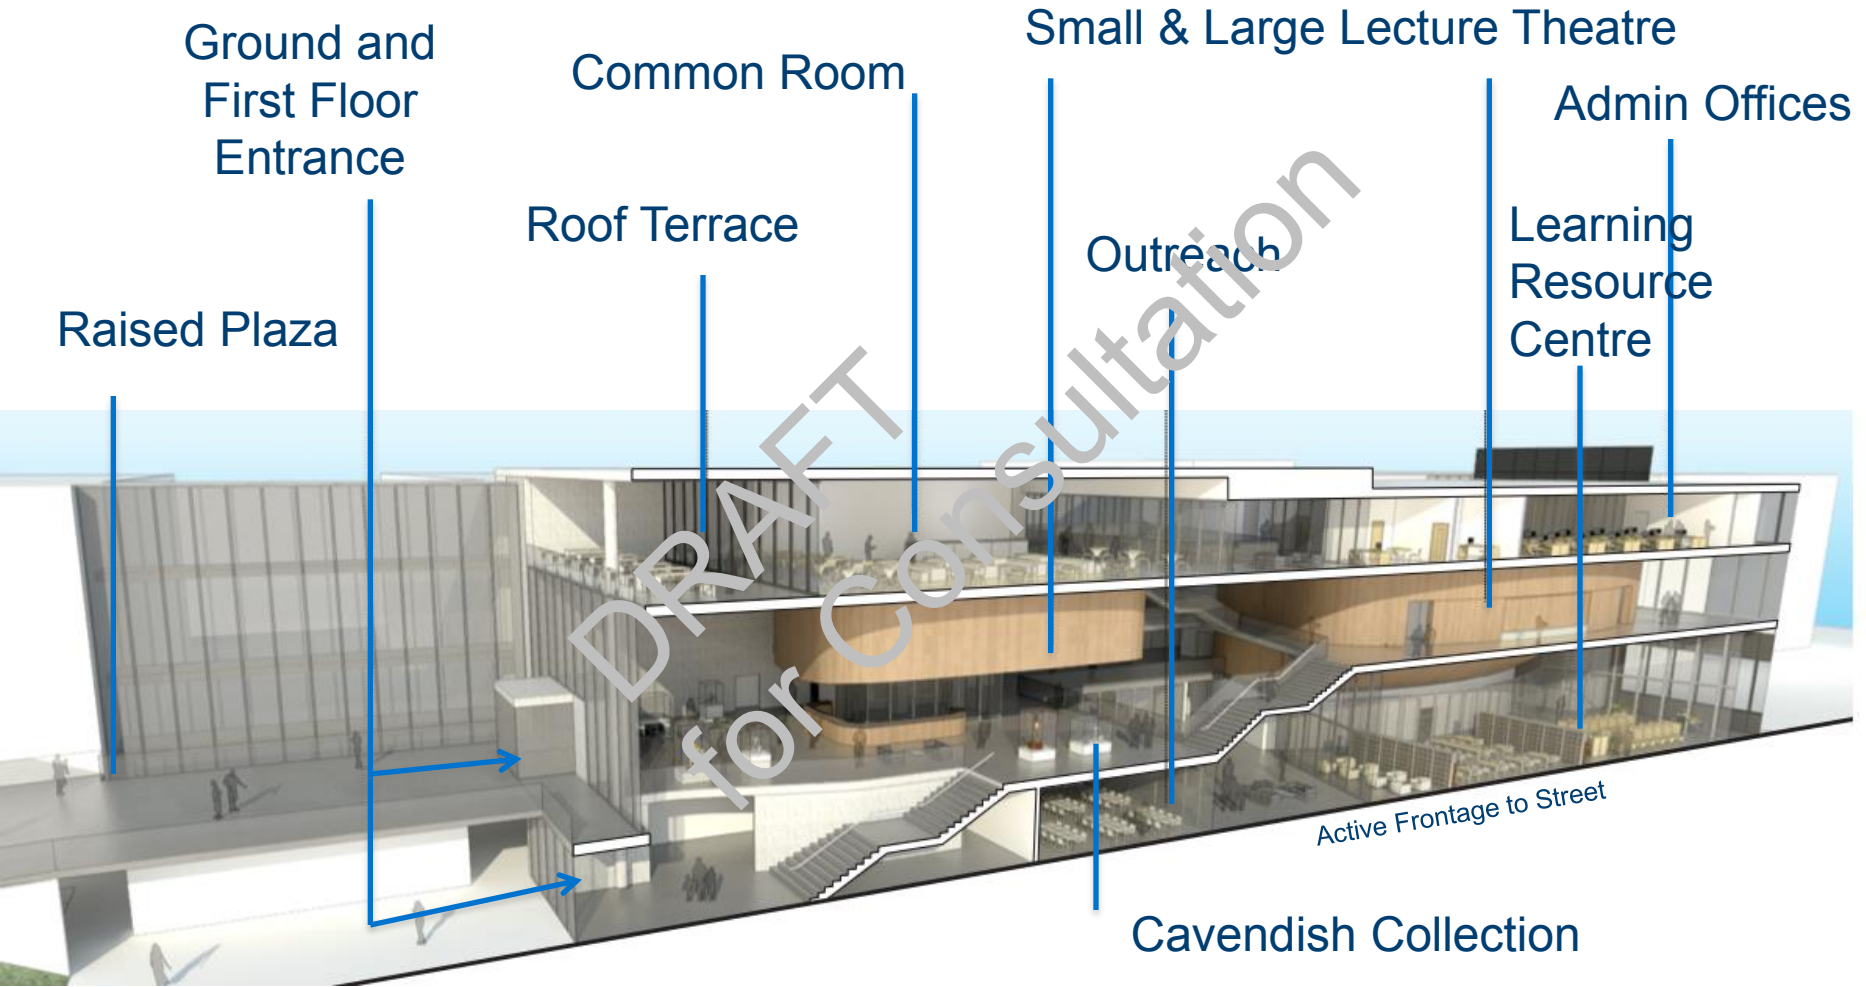 Small & Large Lecture Theatre
Ground and
First Floor
Entrance
Common Room
Admin Offices
Roof Terrace
Outreach
Learning
Resource
Centre
Raised Plaza
DRAFT
for Consultation
Active Frontage to Street
Cavendish Collection